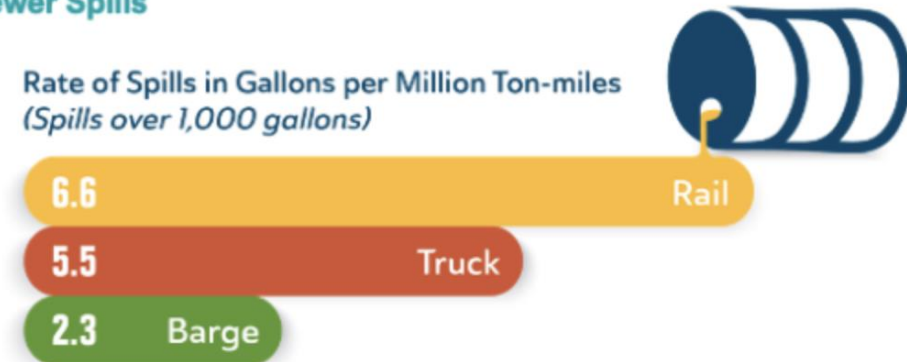 Spills
Rate of Spills in Gallons per Million Ton-miles
(Spills over 1,000 gallons)
6.6 Rail
5.5 Truck
2.3 Barge